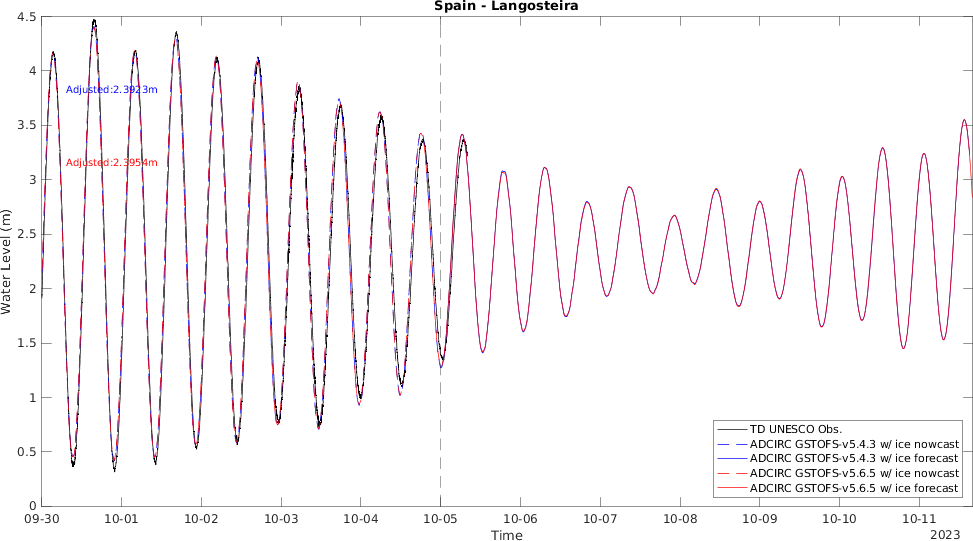 Spain - Langosteira
4.5
4
3.5
3
2.5
2
1.5
1
0.5
0
Water Level (m)
Adjusted:2.3923m
Adjusted:2.3954m
TD UNESCO Obs.
ADCIRC GSTOFS-v5.4.3 w/ ice nowcast
ADCIRC GSTOFS-v5.4.3 w/ ice forecast
ADCIRC GSTOFS-v5.6.5 w/ ice nowcast
ADCIRC GSTOFS-v5.6.5 w/ ice forecast
09-30 10-01 10-02 10-03 10-04 10-05 10-06 10-07 10-08 10-09 10-10 10-11
Time
2023